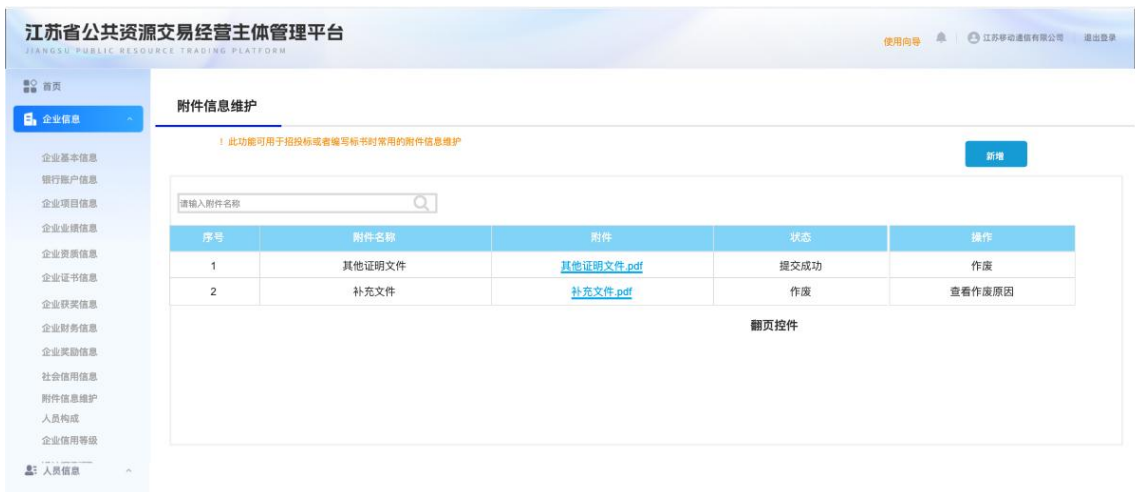 江苏省公共资源交易经营主体管理平台
JIANGSU PUBLIC RESOURCE TRADING PLATFORM
使用向导 江苏移动通信有限公司 退出登录
首页
企业信息
企业基本信息
银行账户信息
企业项目信息
企业业绩信息
企业资质信息
企业证书信息
企业获奖信息
企业财务信息
企业奖励信息
社会信用信息
附件信息维护
人员构成
企业信用等级
人员信息
附件信息维护
! 此功能可用于招投标或者编写标书时常用的附件信息维护
新增
请输入附件名称
序号 附件名称 附件 状态 操作
1 其他证明文件 其他证明文件.pdf 提交成功 作废
2 补充文件 补充文件.pdf 作废 查看作废原因
翻页控件